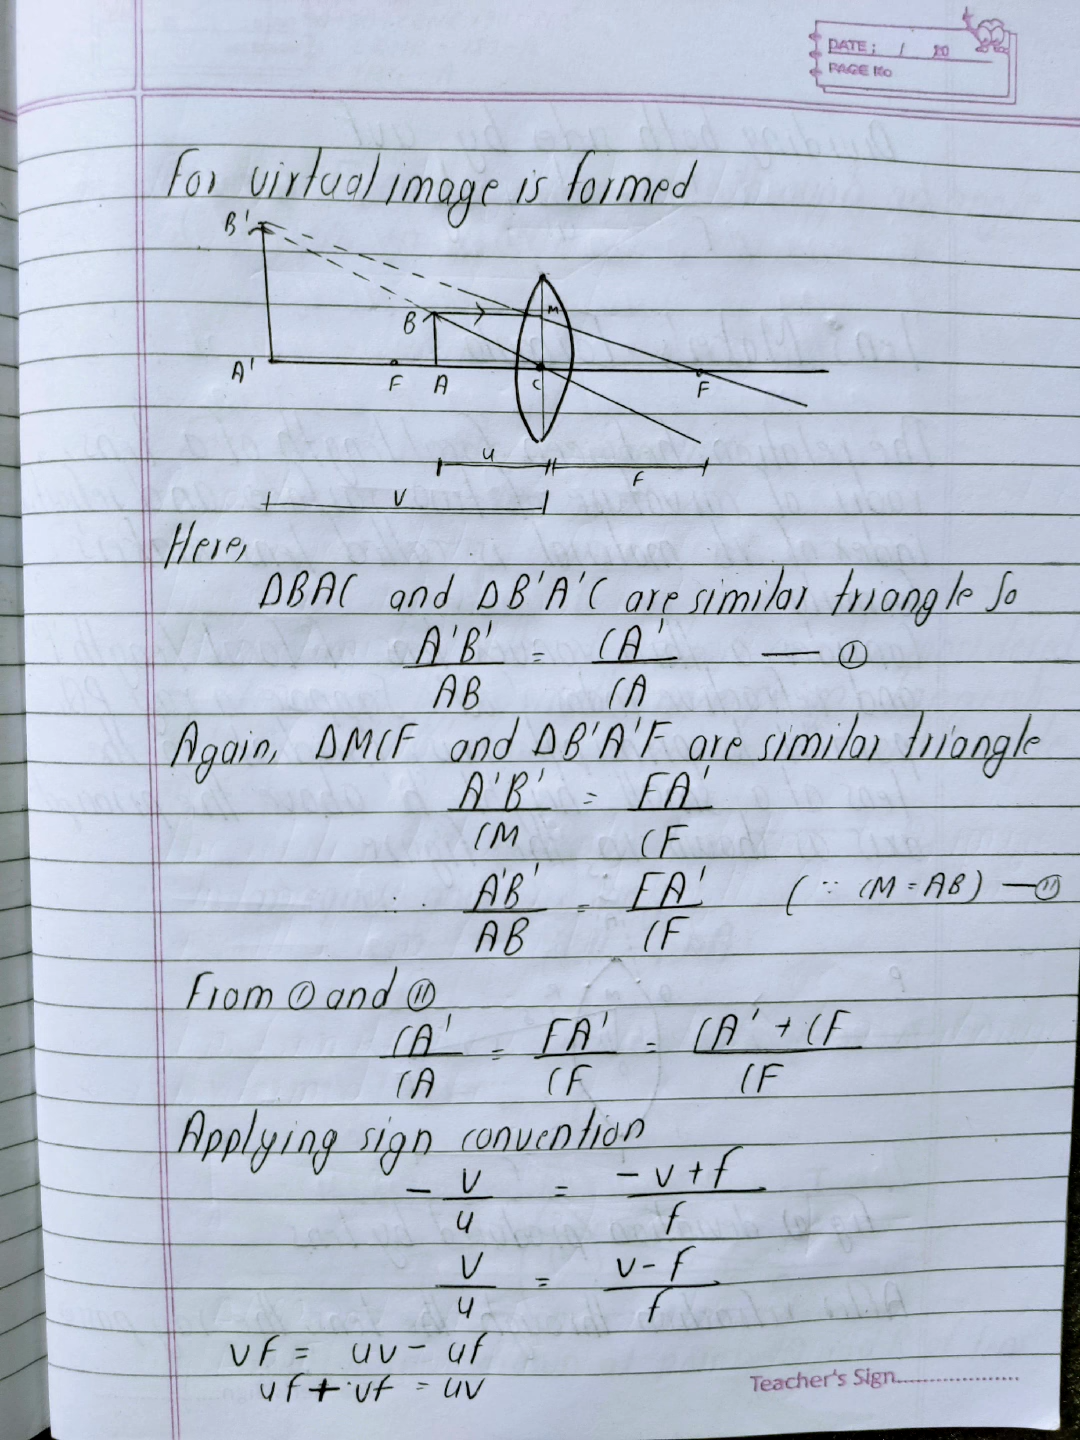 DATE: / 20
PAGE No
For virtual image is formed
B'
B M
A' F A C F
u
f
v
Here,
ΔBAC and ΔB'A'C are similar triangle So
A'B'/AB = CA'/CA — ①
Again, ΔMCF and ΔB'A'F are similar triangle
A'B'/CM = FA'/CF
∴ A'B'/AB = FA'/CF (∵ CM = AB) — ⑪
From ① and ⑪
CA'/CA = FA'/CF = CA' + CF/CF
Applying sign convention
- v/u = -v + f/f
v/u = v - f/f
vf = uv - uf
uf + vf = uv
Teacher's Sign....................